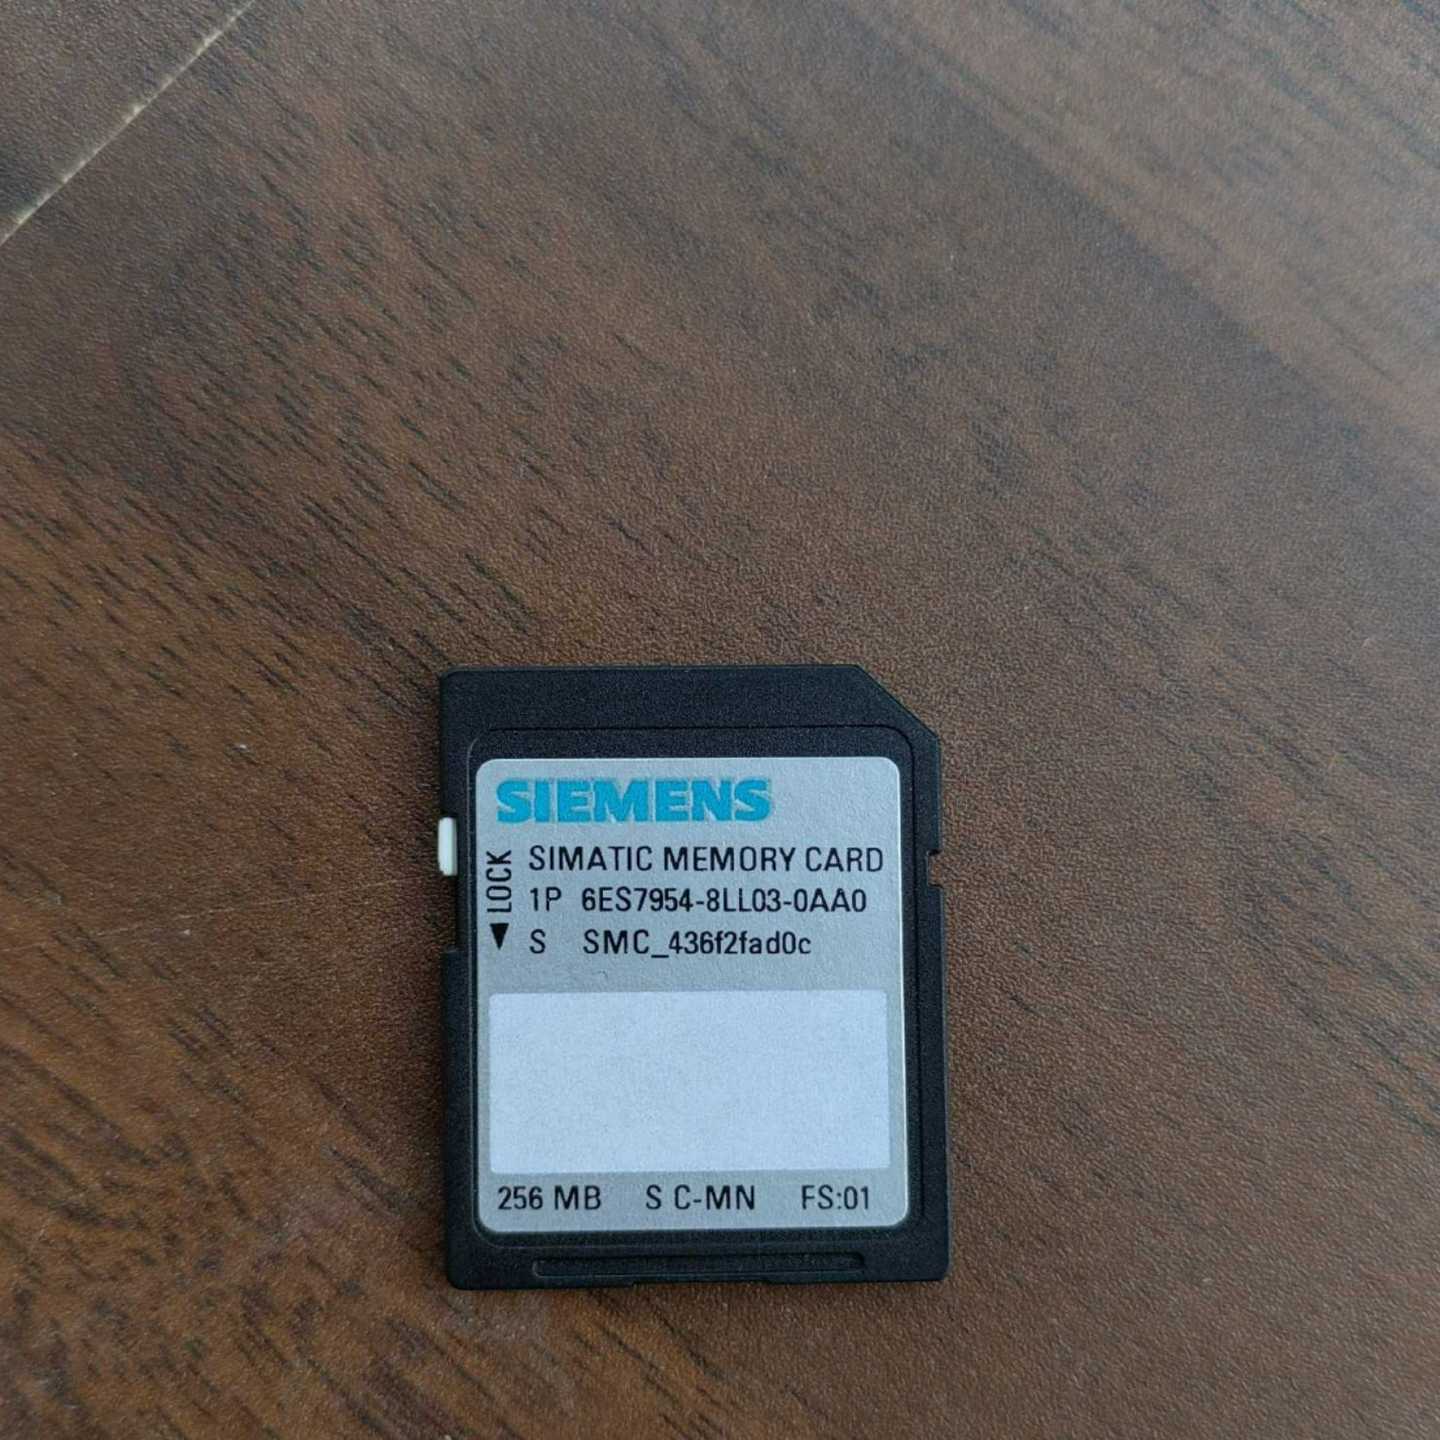 SIEMENS
SIMATIC MEMORY CARD
1P 6ES7954-8LL03-0AA0
S SMC_436f2fad0c
◄ LOCK
256 MB S C-MN FS:01